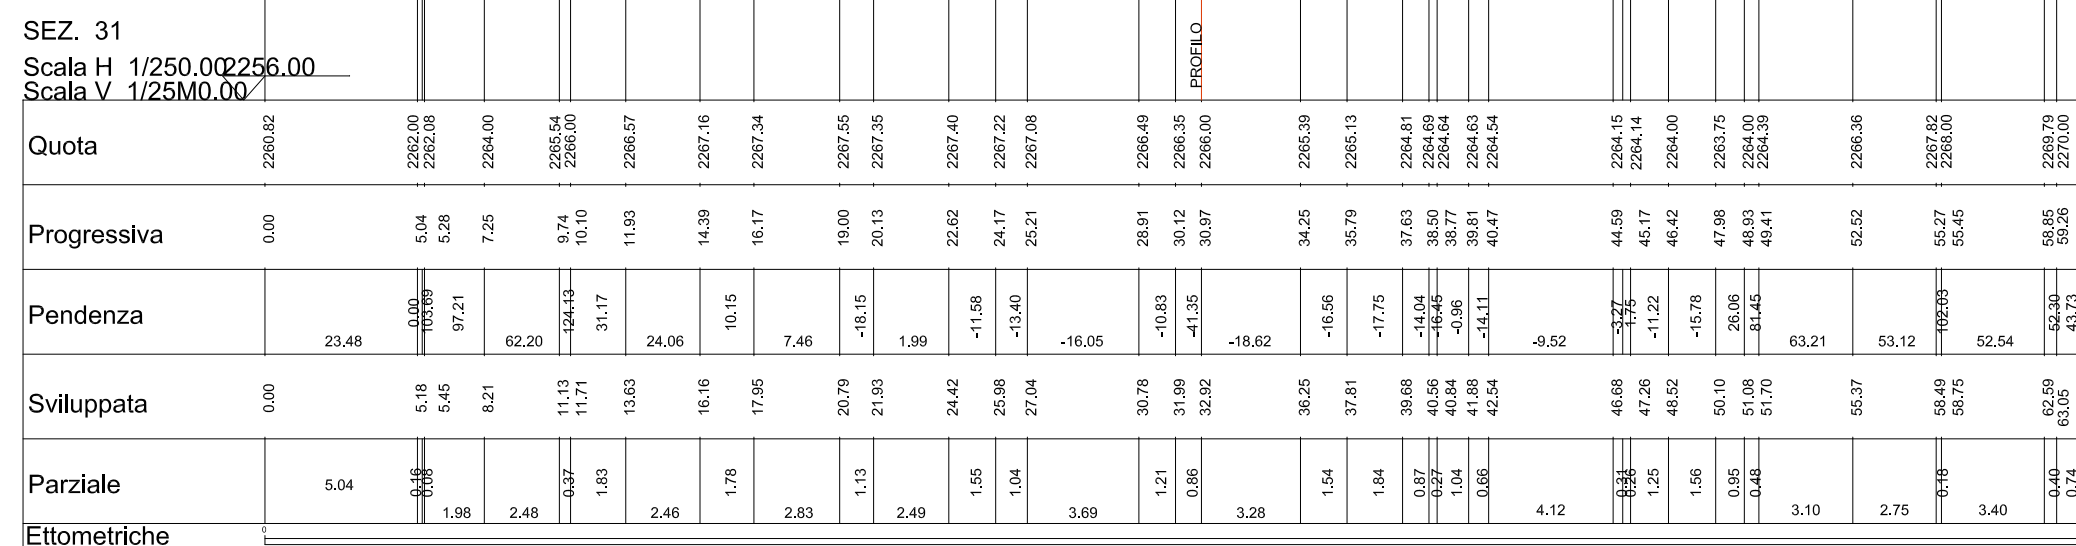 SEZ. 31
PROFILO
Scala H 1/250.00 2256.00
Scala V 1/25M0.00
Quota 2260.82 2262.00 2262.08 2264.00 2265.54 2266.00 2266.57 2267.16 2267.34 2267.55 2267.35 2267.40 2267.22 2267.08 2266.49 2266.35 2266.00 2265.39 2265.13 2264.81 2264.69 2264.64 2264.63 2264.54 2264.15 2264.14 2264.00 2263.75 2264.00 2264.39 2266.36 2267.82 2268.00 2269.79 2270.00
Progressiva 0.00 5.04 5.28 7.25 9.74 10.10 11.93 14.39 16.17 19.00 20.13 22.62 24.17 25.21 28.91 30.12 30.97 34.25 35.79 37.63 38.50 38.77 39.81 40.47 44.59 45.17 46.42 47.98 48.93 49.41 52.52 55.27 55.45 58.85 59.26
Pendenza 23.48 0.00 103.69 97.21 62.20 124.13 31.17 24.06 10.15 7.46 -18.15 1.99 -11.58 -13.40 -16.05 -10.83 -41.35 -18.62 -16.56 -17.75 -14.04 -16.45 -0.96 -14.11 -9.52 -3.27 1.75 -11.22 -15.78 26.06 81.45 63.21 53.12 102.03 52.54 52.30 43.73
Sviluppata 0.00 5.18 5.45 8.21 11.13 11.71 13.63 16.16 17.95 20.79 21.93 24.42 25.98 27.04 30.78 31.99 32.92 36.25 37.81 39.68 40.56 40.84 41.88 42.54 46.68 47.26 48.52 50.10 51.08 51.70 55.37 58.49 58.75 62.59 63.05
Parziale 5.04 0.16 0.08 1.98 2.48 0.37 1.83 2.46 1.78 2.83 1.13 2.49 1.55 1.04 3.69 1.21 0.86 3.28 1.54 1.84 0.87 0.27 1.04 0.66 4.12 0.31 0.26 1.25 1.56 0.95 0.48 3.10 2.75 0.18 3.40 0.40 0.74
Ettometriche 0